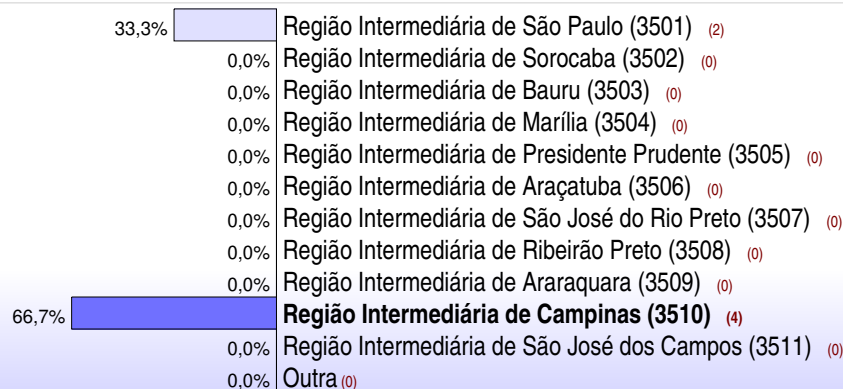 33,3% Região Intermediária de São Paulo (3501) (2)
0,0% Região Intermediária de Sorocaba (3502) (0)
0,0% Região Intermediária de Bauru (3503) (0)
0,0% Região Intermediária de Marília (3504) (0)
0,0% Região Intermediária de Presidente Prudente (3505) (0)
0,0% Região Intermediária de Araçatuba (3506) (0)
0,0% Região Intermediária de São José do Rio Preto (3507) (0)
0,0% Região Intermediária de Ribeirão Preto (3508) (0)
0,0% Região Intermediária de Araraquara (3509) (0)
66,7% Região Intermediária de Campinas (3510) (4)
0,0% Região Intermediária de São José dos Campos (3511) (0)
0,0% Outra (0)